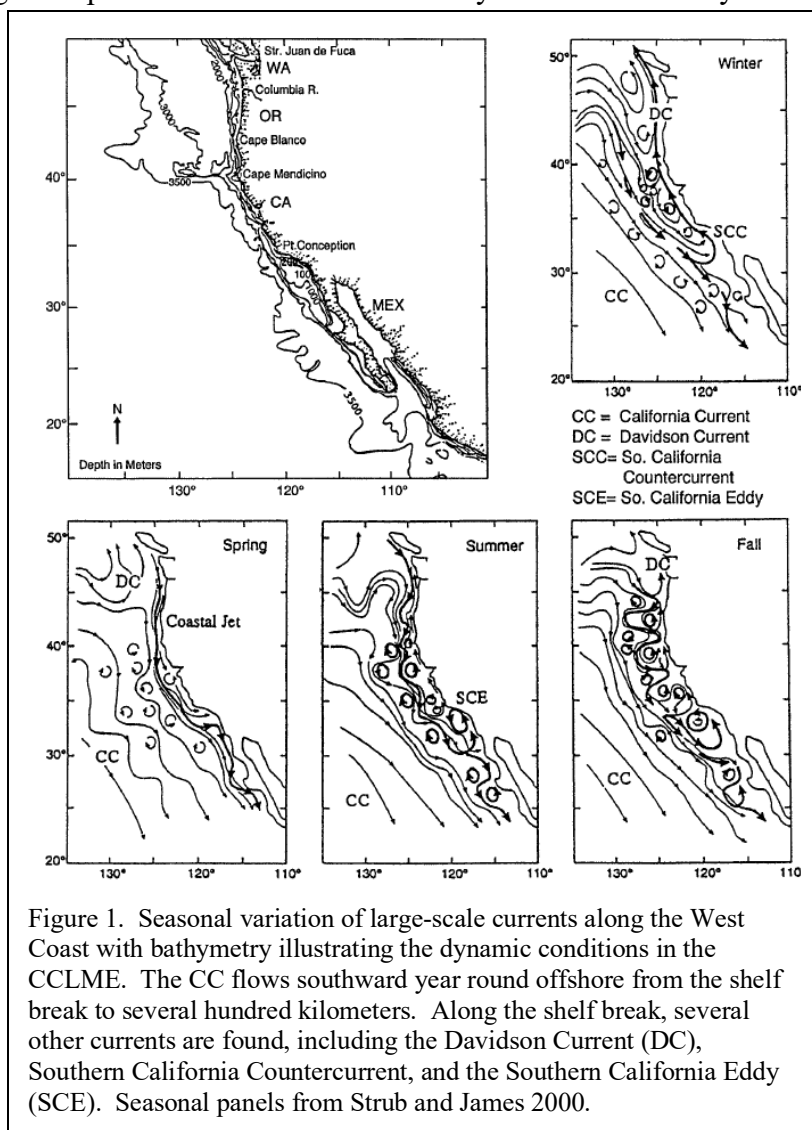 Str. Juan de Fuca
WA
Columbia R.
OR
Cape Blanco
Cape Mendicino
CA
Pt. Conception
MEX
2000
3000
3000
3500
200
100
1000
3500
40°
30°
20°
N
Depth in Meters
130°
120°
110°
Winter
50°
40°
30°
20°
DC
SCC
CC
130°
120°
110°
CC = California Current
DC = Davidson Current
SCC= So. California
Countercurrent
SCE= So. California Eddy
Spring
50°
40°
30°
20°
DC
Coastal Jet
CC
130°
120°
110°
Summer
SCE
CC
130°
120°
110°
Fall
DC
CC
130°
120°
110°
Figure 1. Seasonal variation of large-scale currents along the West
Coast with bathymetry illustrating the dynamic conditions in the
CCLME. The CC flows southward year round offshore from the shelf
break to several hundred kilometers. Along the shelf break, several
other currents are found, including the Davidson Current (DC),
Southern California Countercurrent, and the Southern California Eddy
(SCE). Seasonal panels from Strub and James 2000.